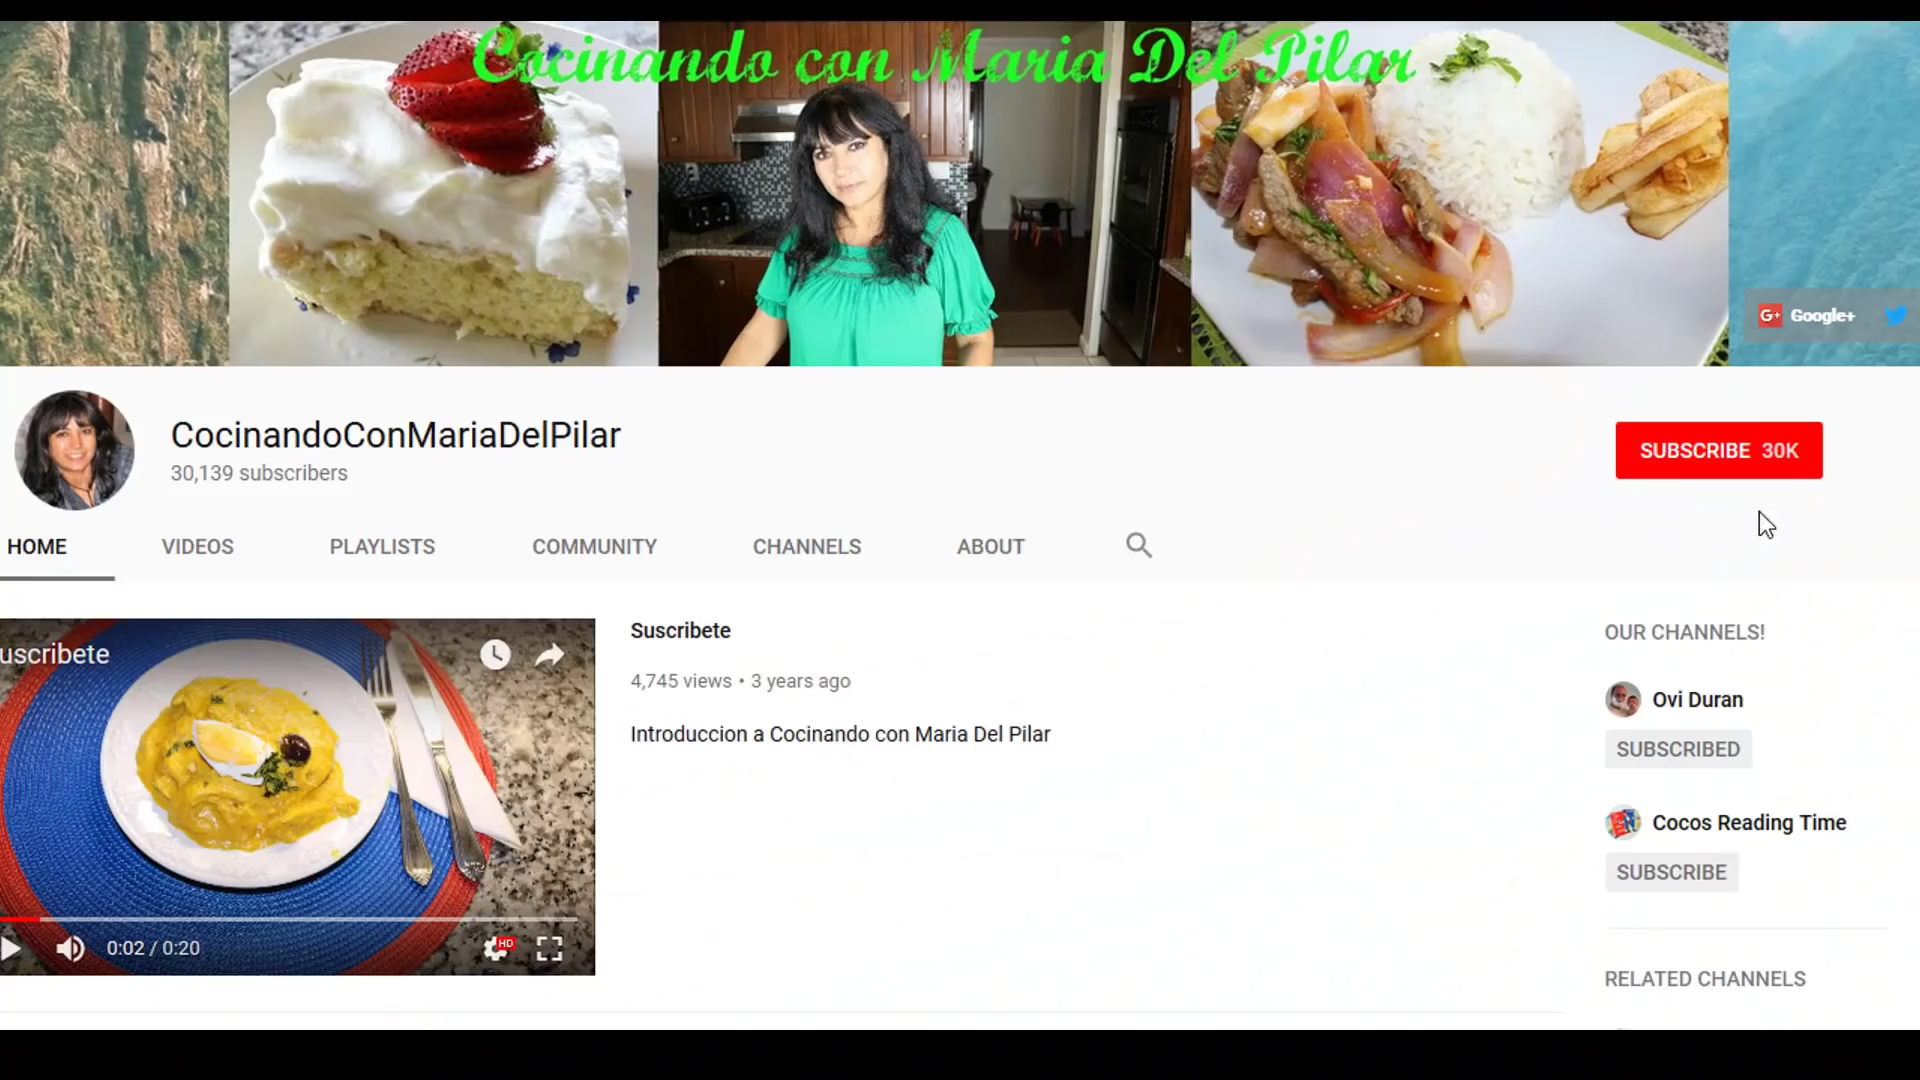 Cocinando con Maria Del Pilar
G+ Google+
CocinandoConMariaDelPilar
30,139 subscribers
SUBSCRIBE 30K
HOME VIDEOS PLAYLISTS COMMUNITY CHANNELS ABOUT
uscribete
Suscribete
4,745 views • 3 years ago
Introduccion a Cocinando con Maria Del Pilar
0:02 / 0:20
HD
OUR CHANNELS!
Ovi Duran
SUBSCRIBED
Cocos Reading Time
SUBSCRIBE
RELATED CHANNELS